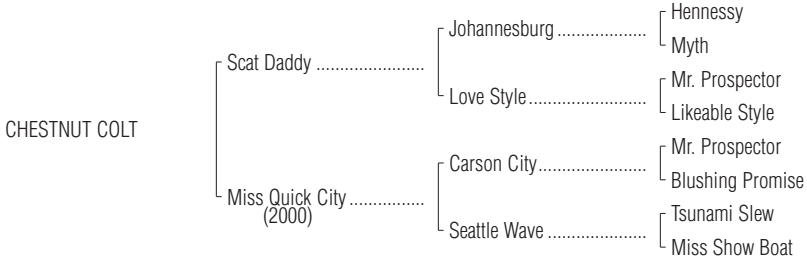 Hennessy
Johannesburg ...................
Myth
Scat Daddy .......................
Mr. Prospector
Love Style.........................
Likeable Style
CHESTNUT COLT
Mr. Prospector
Carson City.......................
Blushing Promise
Miss Quick City ................
(2000)
Tsunami Slew
Seattle Wave .....................
Miss Show Boat